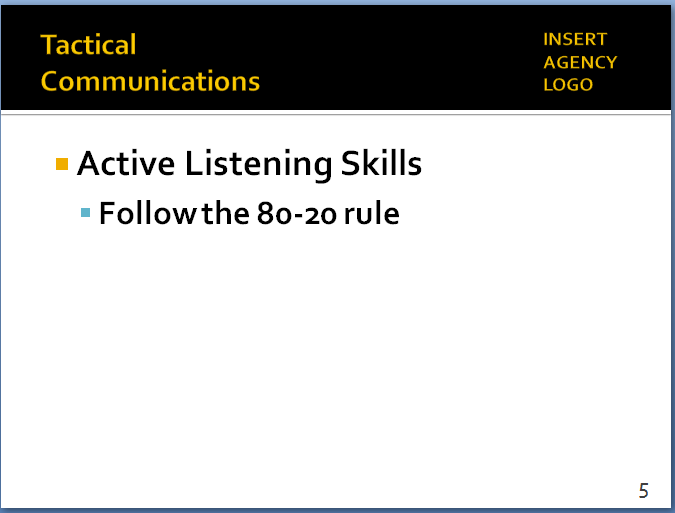 Tactical
Communications
INSERT
AGENCY
LOGO
Active Listening Skills
Follow the 80-20 rule
5